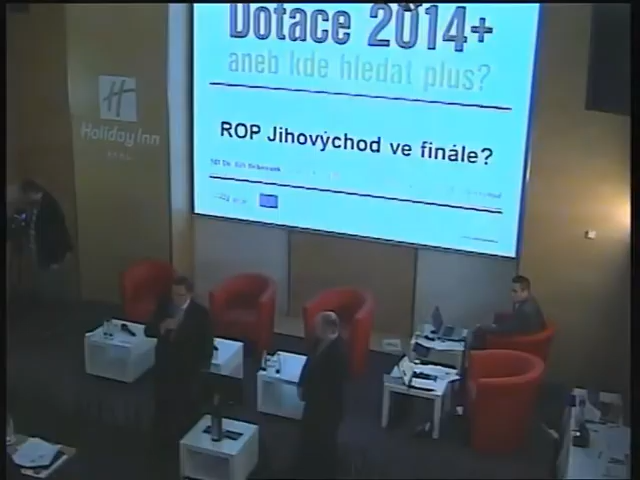 Dotace 2014+
aneb kde hledat plus?
ROP Jihovýchod ve finále?
H
Holiday Inn